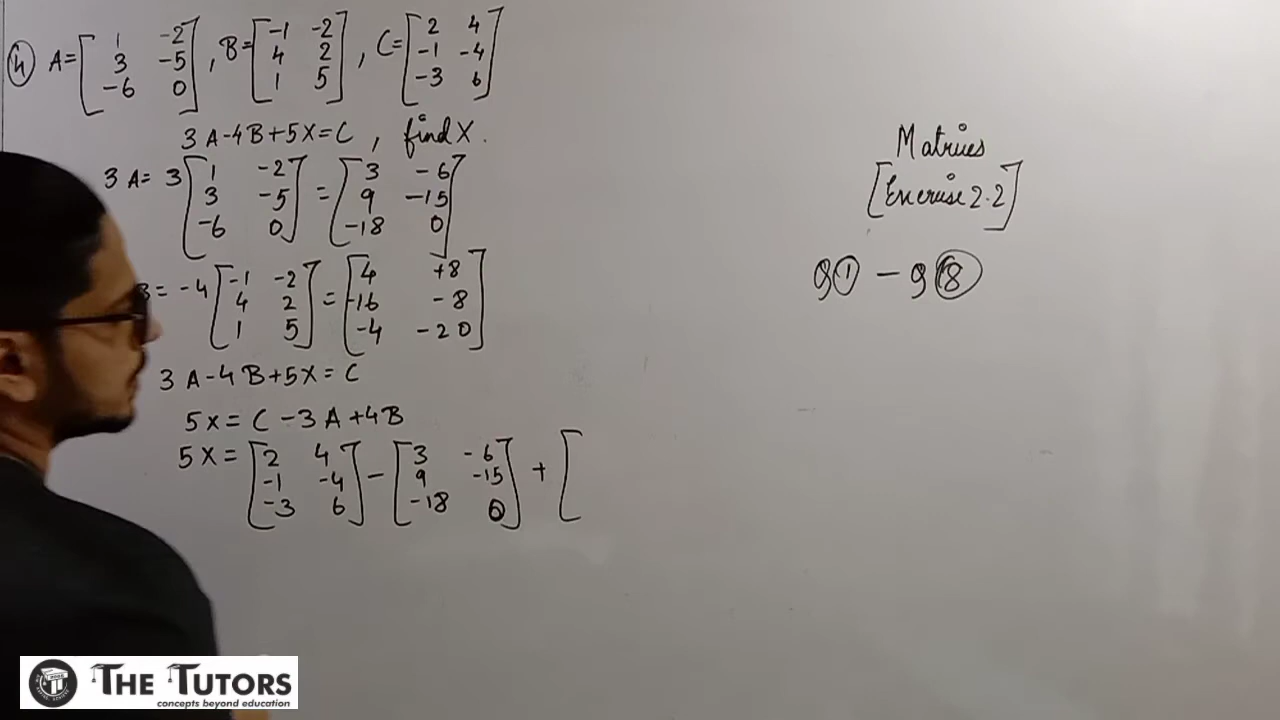 ④ A = [ 1 -2 ; 3 -5 ; -6 0 ], B = [ -1 -2 ; 4 2 ; 1 5 ], C = [ 2 4 ; -1 -4 ; -3 6 ]
3A-4B+5X=C, find X.
3A = 3 [ 1 -2 ; 3 -5 ; -6 0 ] = [ 3 -6 ; 9 -15 ; -18 0 ]
= -4 [ -1 -2 ; 4 2 ; 1 5 ] = [ 4 +8 ; -16 -8 ; -4 -20 ]
3A-4B+5X=C
5X = C-3A+4B
5X = [ 2 4 ; -1 -4 ; -3 6 ] - [ 3 -6 ; 9 -15 ; -18 0 ] + [
Matrices
[Exercise 2.2]
THE TUTORS
concepts beyond education